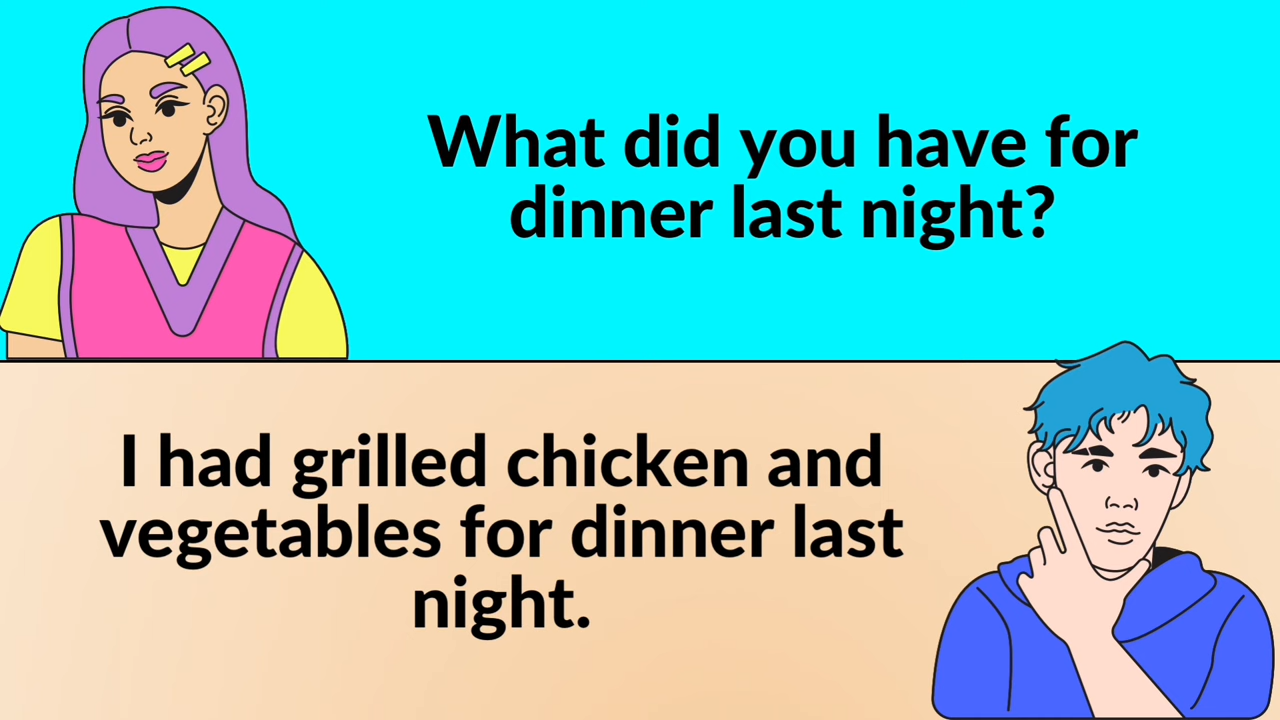 What did you have for
dinner last night?
I had grilled chicken and
vegetables for dinner last
night.